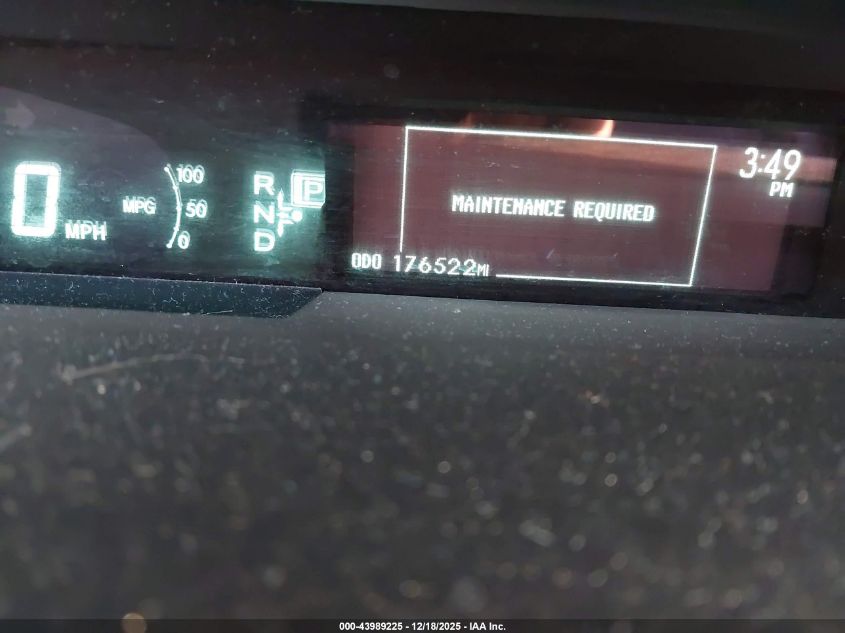 0 MPH
MPG
100
50
0
R
N
D
P
MAINTENANCE REQUIRED
3:49
PM
ODO 176522MI
000-43989225 - 12/18/2025 - IAA Inc.